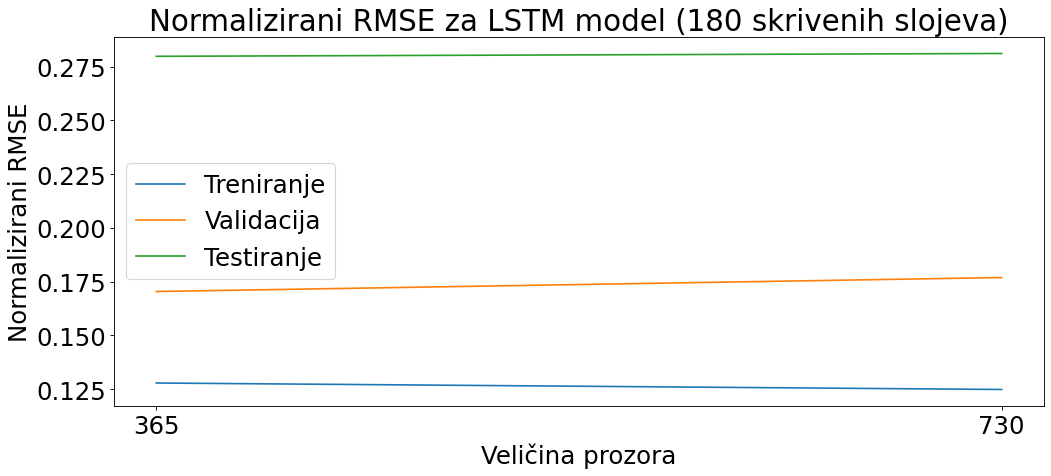 Normalizirani RMSE za LSTM model (180 skrivenih slojeva)
Normalizirani RMSE
0.275
0.250
0.225
0.200
0.175
0.150
0.125
Treniranje
Validacija
Testiranje
365
730
Veličina prozora